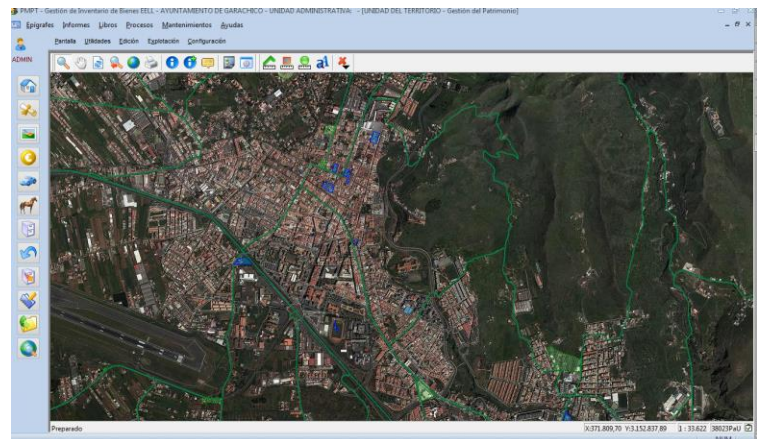 PMPT - Gestión de Inventario de Bienes EELL - AYUNTAMIENTO DE GARACHICO - UNIDAD ADMINISTRATIVA: - [UNIDAD DEL TERRITORIO - Gestión del Patrimonio]
Epígrafes Informes Libros Procesos Mantenimientos Ayudas
Pantalla Utilidades Edición Explotación Configuración
ADMIN
Preparado X:371.809,70 Y:3.152.837,89 1 : 33.622 38023PaU